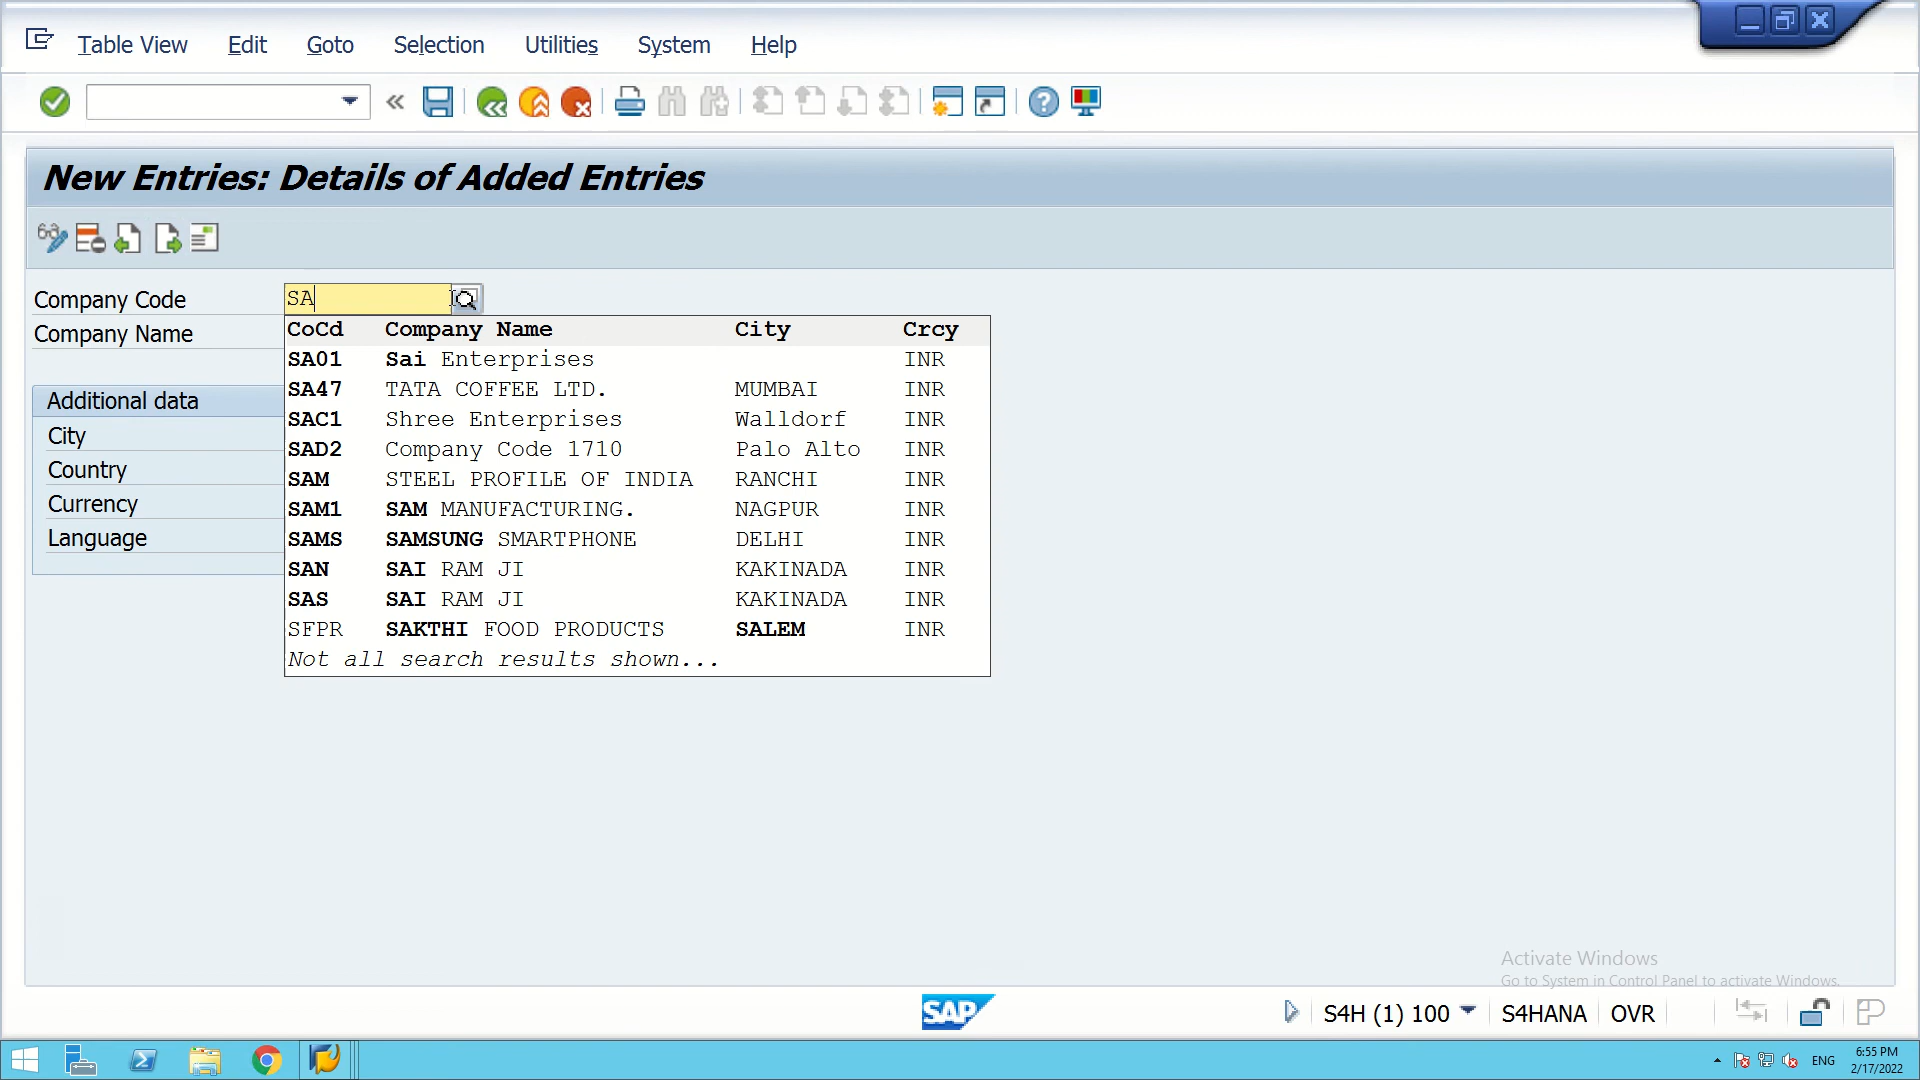 Table View Edit Goto Selection Utilities System Help
New Entries: Details of Added Entries
Company Code SA
Company Name
CoCd Company Name City Crcy
SA01 Sai Enterprises INR
SA47 TATA COFFEE LTD. MUMBAI INR
SAC1 Shree Enterprises Walldorf INR
SAD2 Company Code 1710 Palo Alto INR
SAM STEEL PROFILE OF INDIA RANCHI INR
SAM1 SAM MANUFACTURING. NAGPUR INR
SAMS SAMSUNG SMARTPHONE DELHI INR
SAN SAI RAM JI KAKINADA INR
SAS SAI RAM JI KAKINADA INR
SFPR SAKTHI FOOD PRODUCTS SALEM INR
Not all search results shown...
Additional data
City
Country
Currency
Language
Activate Windows
Go to System in Control Panel to activate Windows.
SAP S4H (1) 100 S4HANA OVR
ENG 6:55 PM
2/17/2022